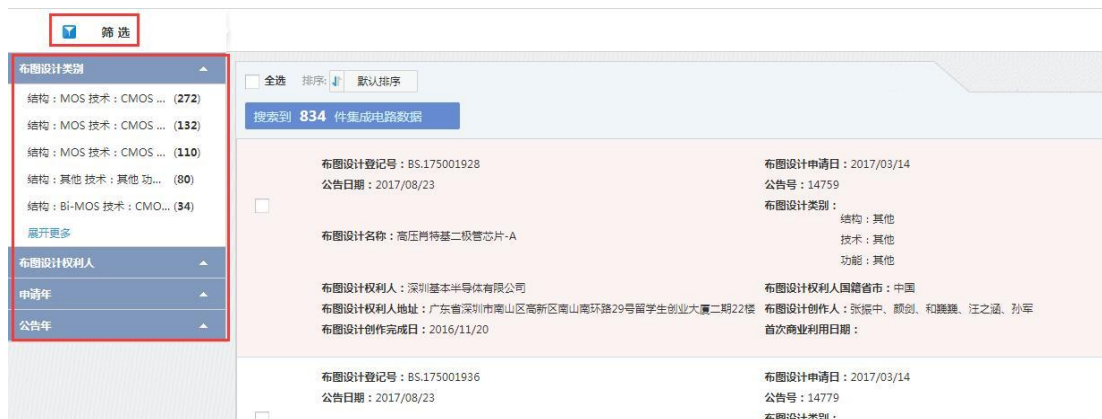 筛选
布图设计类别
结构：MOS 技术：CMOS ... (272)
结构：MOS 技术：CMOS ... (132)
结构：MOS 技术：CMOS ... (110)
结构：其他 技术：其他 功... (80)
结构：Bi-MOS 技术：CMO... (34)
展开更多
布图设计权利人
申请年
公告年
全选 排序: 默认排序
搜索到 834 件集成电路数据
布图设计登记号：BS.175001928 布图设计申请日：2017/03/14
公告日期：2017/08/23 公告号：14759
布图设计类别：
结构：其他
布图设计名称：高压肖特基二极管芯片-A 技术：其他
功能：其他
布图设计权利人：深圳基本半导体有限公司 布图设计权利人国籍省市：中国
布图设计权利人地址：广东省深圳市南山区高新区南山南环路29号留学生创业大厦二期22楼 布图设计创作人：张振中、颜剑、和巍巍、汪之涵、孙军
布图设计创作完成日：2016/11/20 首次商业利用日期：
布图设计登记号：BS.175001936 布图设计申请日：2017/03/14
公告日期：2017/08/23 公告号：14779
布图设计类别：